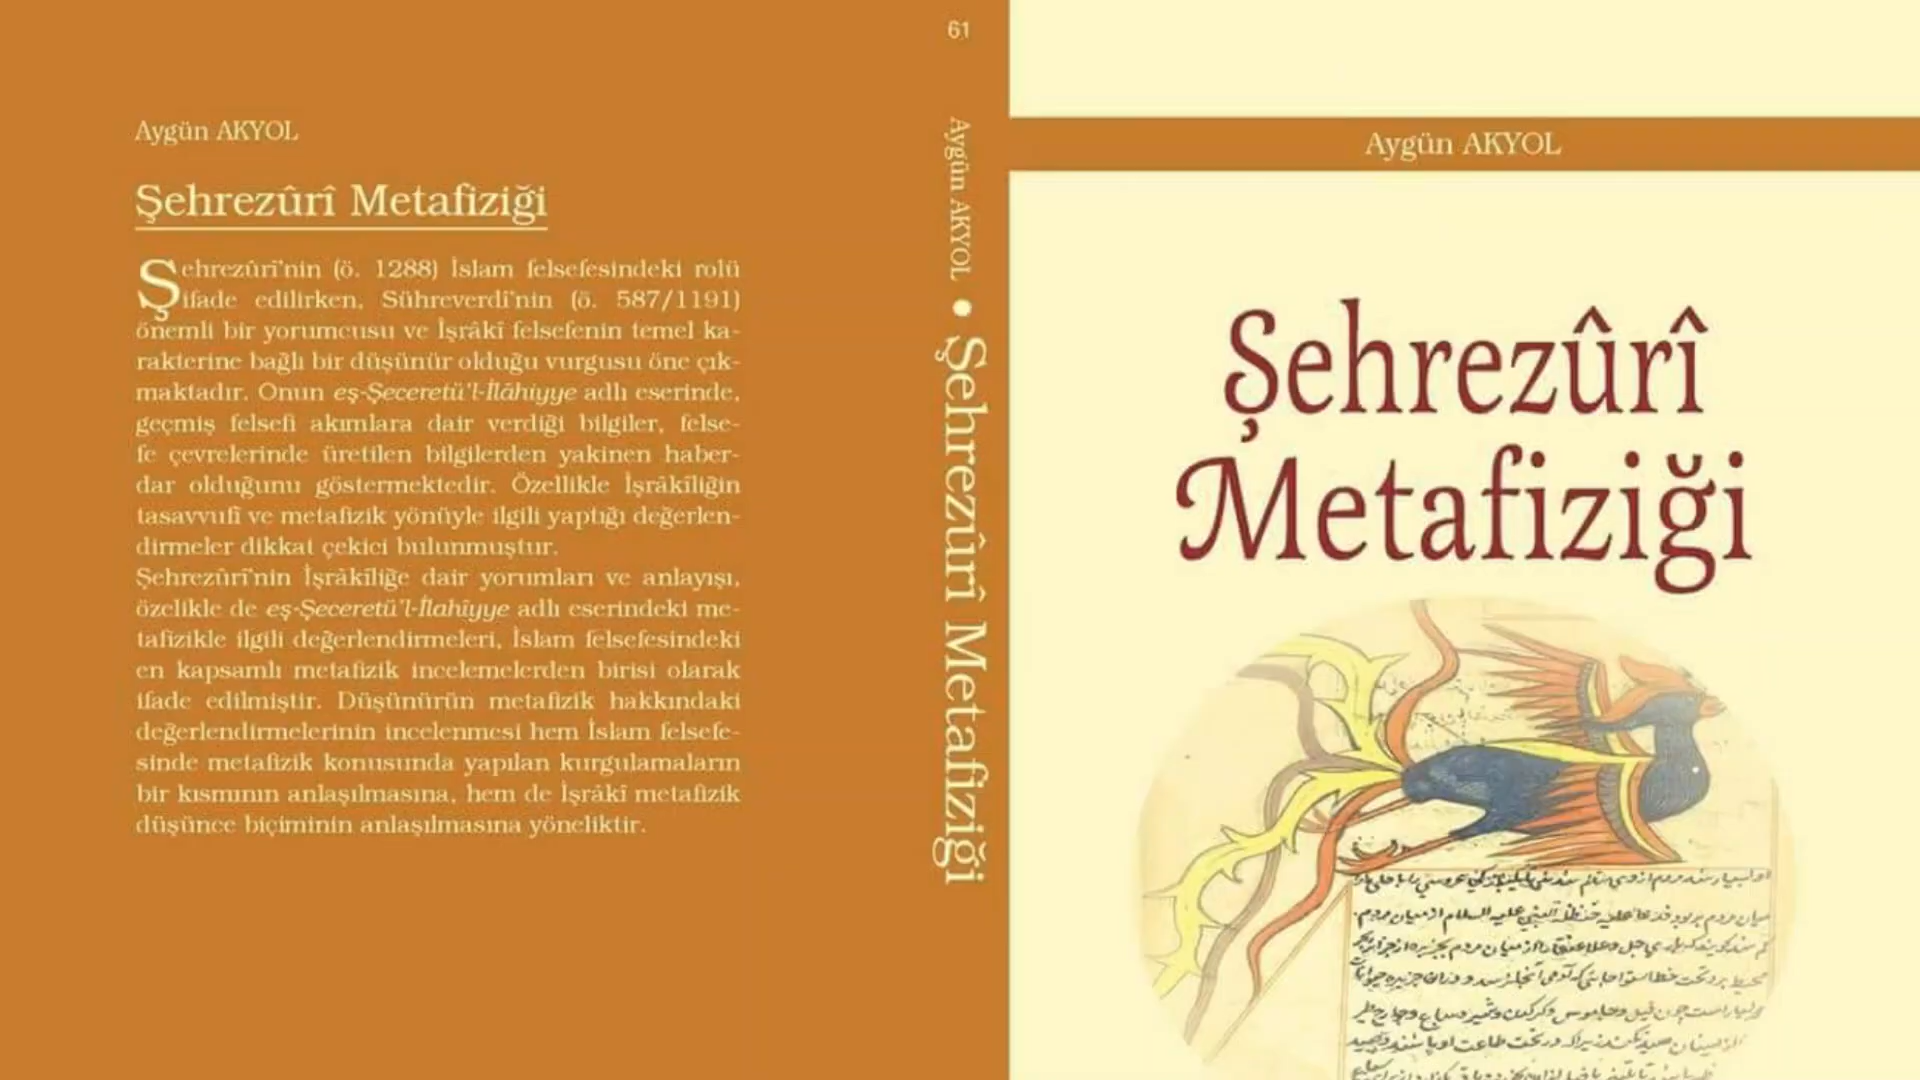 Aygün AKYOL
Şehrezûrî Metafiziği
Şehrezûrî'nin (ö. 1288) İslam felsefesindeki rolü
ifade edilirken, Sühreverdî'nin (ö. 587/1191)
önemli bir yorumcusu ve İşrâkî felsefenin temel ka-
rakterine bağlı bir düşünür olduğu vurgusu öne çık-
maktadır. Onun eş-Şeceretü'l-İlâhiyye adlı eserinde,
geçmiş felsefi akımlara dair verdiği bilgiler, felse-
fe çevrelerinde üretilen bilgilerden yakinen haber-
dar olduğunu göstermektedir. Özellikle İşrâkîliğin
tasavvufî ve metafizik yönüyle ilgili yaptığı değerlen-
dirmeler dikkat çekici bulunmuştur.
Şehrezûrî'nin İşrâkîliğe dair yorumları ve anlayışı,
özelikle de eş-Şeceretü'l-İlahîyye adlı eserindeki me-
tafizikle ilgili değerlendirmeleri, İslam felsefesindeki
en kapsamlı metafizik incelemelerden birisi olarak
ifade edilmiştir. Düşünürün metafizik hakkındaki
değerlendirmelerinin incelenmesi hem İslam felsefe-
sinde metafizik konusunda yapılan kurgulamaların
bir kısmının anlaşılmasına, hem de İşrâkî metafizik
düşünce biçiminin anlaşılmasına yöneliktir.
61
Aygün AKYOL • Şehrezûrî Metafiziği
Aygün AKYOL
Şehrezûrî
Metafiziği